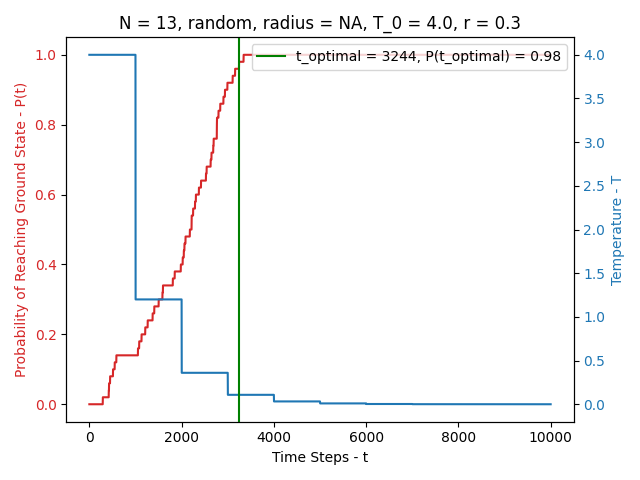 N = 13, random, radius = NA, T_0 = 4.0, r = 0.3
t_optimal = 3244, P(t_optimal) = 0.98
Probability of Reaching Ground State - P(t)
1.0
0.8
0.6
0.4
0.2
0.0
4.0
3.5
3.0
2.5
2.0
1.5
1.0
0.5
0.0
Temperature - T
0 2000 4000 6000 8000 10000
Time Steps - t